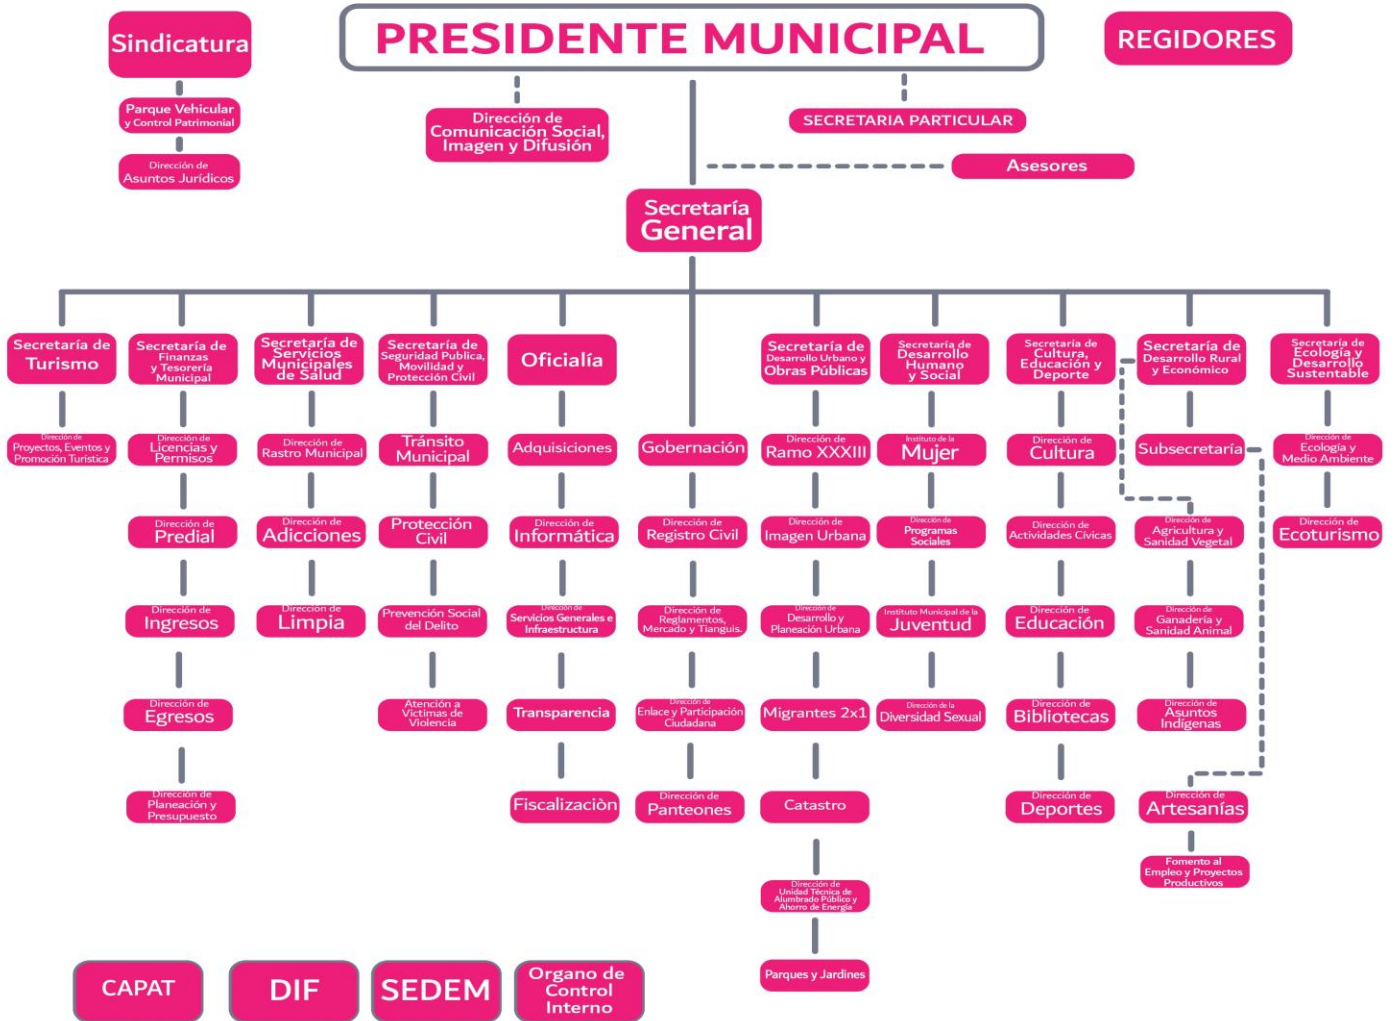 Sindicatura
PRESIDENTE MUNICIPAL
REGIDORES
Parque Vehicular
y Control Patrimonial
Dirección de
Asuntos Jurídicos
Dirección de
Comunicación Social,
Imagen y Difusión
SECRETARIA PARTICULAR
Asesores
Secretaría
General
Secretaría de
Turismo
Secretaría de
Finanzas
y Tesorería
Municipal
Secretaría de
Servicios
Municipales
de Salud
Secretaría de
Seguridad Publica,
Movilidad y
Protección Civil
Oficialía
Secretaría de
Desarrollo Urbano y
Obras Públicas
Secretaría de
Desarrollo
Humano
y Social
Secretaría de
Cultura,
Educación y
Deporte
Secretaría de
Desarrollo Rural
y Económico
Secretaría de
Ecología y
Desarrollo
Sustentable
Dirección de
Proyectos, Eventos y
Promoción Turística
Dirección de
Licencías y
Permisos
Dirección de
Rastro Municipal
Tránsito
Municipal
Adquisiciones
Gobernación
Dirección de
Ramo XXXIII
Instituto de la
Mujer
Dirección de
Cultura
Subsecretaría
Dirección de
Ecología y
Medio Ambiente
Dirección de
Predial
Dirección de
Adicciones
Protección
Civil
Dirección de
Informática
Dirección de
Registro Civil
Dirección de
Imagen Urbana
Dirección de
Programas
Sociales
Dirección de
Actividades Cívicas
Dirección de
Agricultura y
Sanidad Vegetal
Dirección de
Ecoturismo
Dirección de
Ingresos
Dirección de
Limpia
Prevención Social
del Delito
Dirección de
Servicios Generales e
Infraestructura
Dirección de
Reglamentos,
Mercado y Tianguis.
Dirección de
Desarrollo y
Planeación Urbana
Instituto Municipal de la
Juventud
Dirección de
Educación
Dirección de
Ganadería y
Sanidad Animal
Dirección de
Egresos
Atención a
Victimas de
Violencia
Transparencia
Dirección de
Enlace y Participación
Ciudadana
Migrantes 2x1
Dirección de la
Diversidad Sexual
Dirección de
Bibliotecas
Dirección de
Asuntos
Indígenas
Dirección de
Planeación y
Presupuesto
Fiscalizaciòn
Dirección de
Panteones
Catastro
Dirección de
Deportes
Dirección de
Artesanías
Fomento al
Empleo y Proyectos
Productivos
Dirección de
Unidad Técnica de
Alumbrado Público y
Ahorro de Energía
Parques y Jardines
CAPAT
DIF
SEDEM
Organo de
Control
Interno